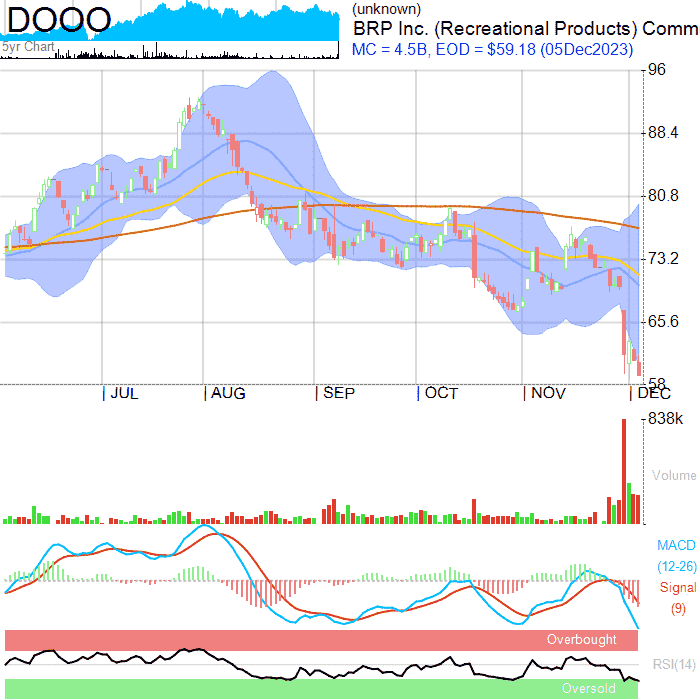 DOOO
5yr Chart
(unknown)
BRP Inc. (Recreational Products) Comm
MC = 4.5B, EOD = $59.18 (05Dec2023)
96
88.4
80.8
73.2
65.6
58
JUL AUG SEP OCT NOV DEC
838k
Volume
MACD
(12-26)
Signal
(9)
Overbought
RSI(14)
Oversold